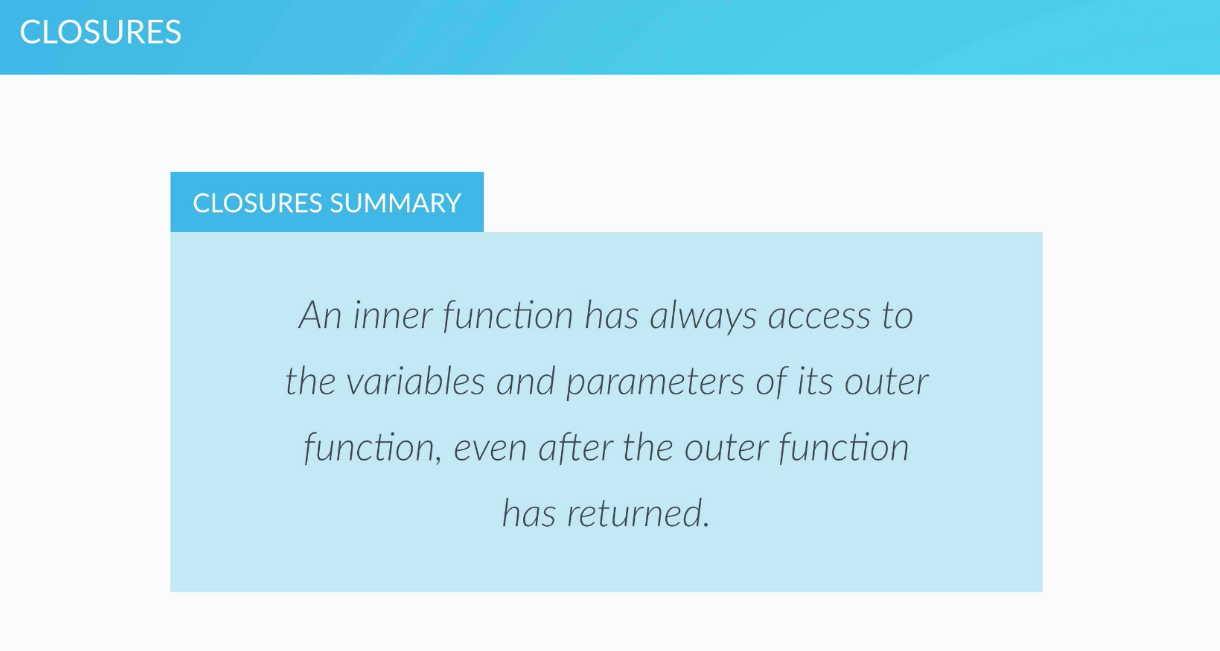 CLOSURES
CLOSURES SUMMARY
An inner function has always access to
the variables and parameters of its outer
function, even after the outer function
has returned.